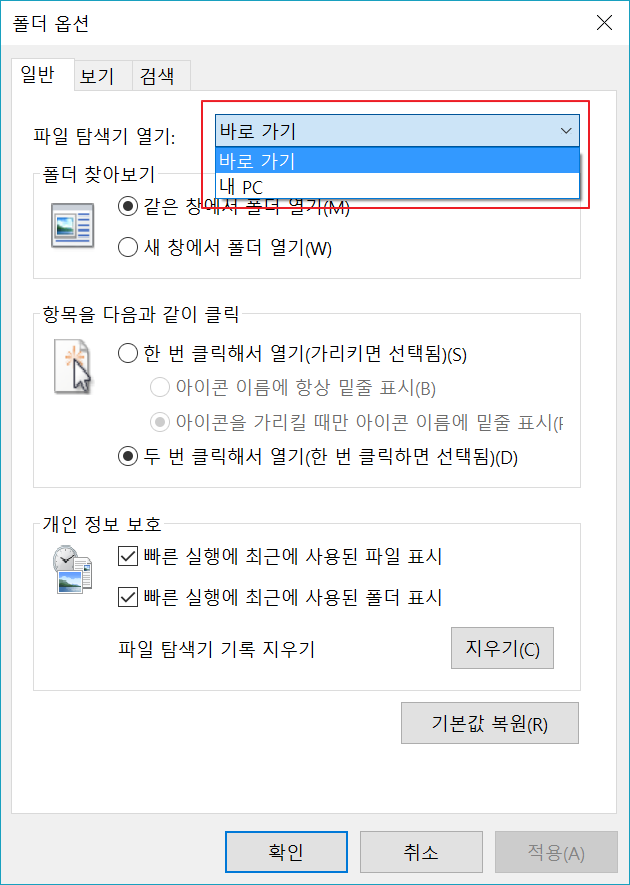 폴더 옵션
일반 보기 검색
파일 탐색기 열기:
바로 가기
바로 가기
내 PC
폴더 찾아보기
같은 창에서 폴더 열기(M)
새 창에서 폴더 열기(W)
항목을 다음과 같이 클릭
한 번 클릭해서 열기(가리키면 선택됨)(S)
아이콘 이름에 항상 밑줄 표시(B)
아이콘을 가리킬 때만 아이콘 이름에 밑줄 표시(
두 번 클릭해서 열기(한 번 클릭하면 선택됨)(D)
개인 정보 보호
빠른 실행에 최근에 사용된 파일 표시
빠른 실행에 최근에 사용된 폴더 표시
파일 탐색기 기록 지우기
지우기(C)
기본값 복원(R)
확인 취소 적용(A)